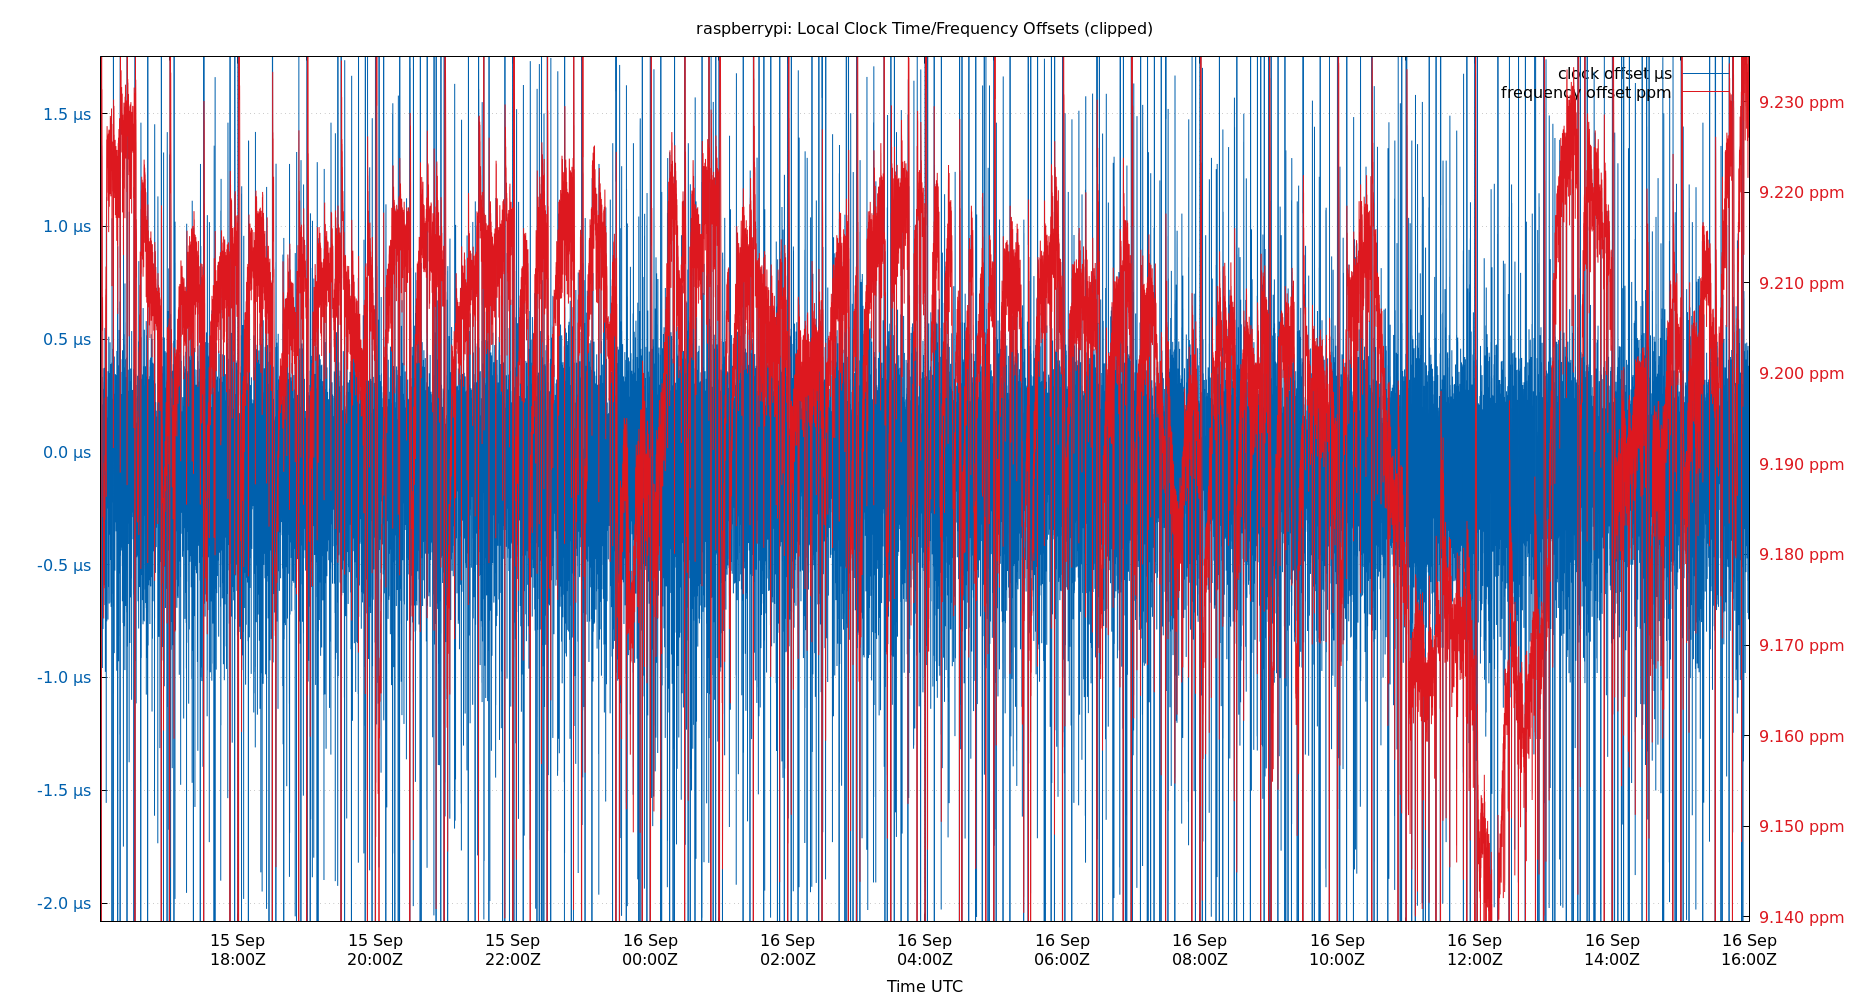 raspberrypi: Local Clock Time/Frequency Offsets (clipped)
clock offset µs
frequency offset ppm
1.5 µs
1.0 µs
0.5 µs
0.0 µs
-0.5 µs
-1.0 µs
-1.5 µs
-2.0 µs
9.230 ppm
9.220 ppm
9.210 ppm
9.200 ppm
9.190 ppm
9.180 ppm
9.170 ppm
9.160 ppm
9.150 ppm
9.140 ppm
15 Sep 15 Sep 15 Sep 16 Sep 16 Sep 16 Sep 16 Sep 16 Sep 16 Sep 16 Sep 16 Sep 16 Sep
18:00Z 20:00Z 22:00Z 00:00Z 02:00Z 04:00Z 06:00Z 08:00Z 10:00Z 12:00Z 14:00Z 16:00Z
Time UTC